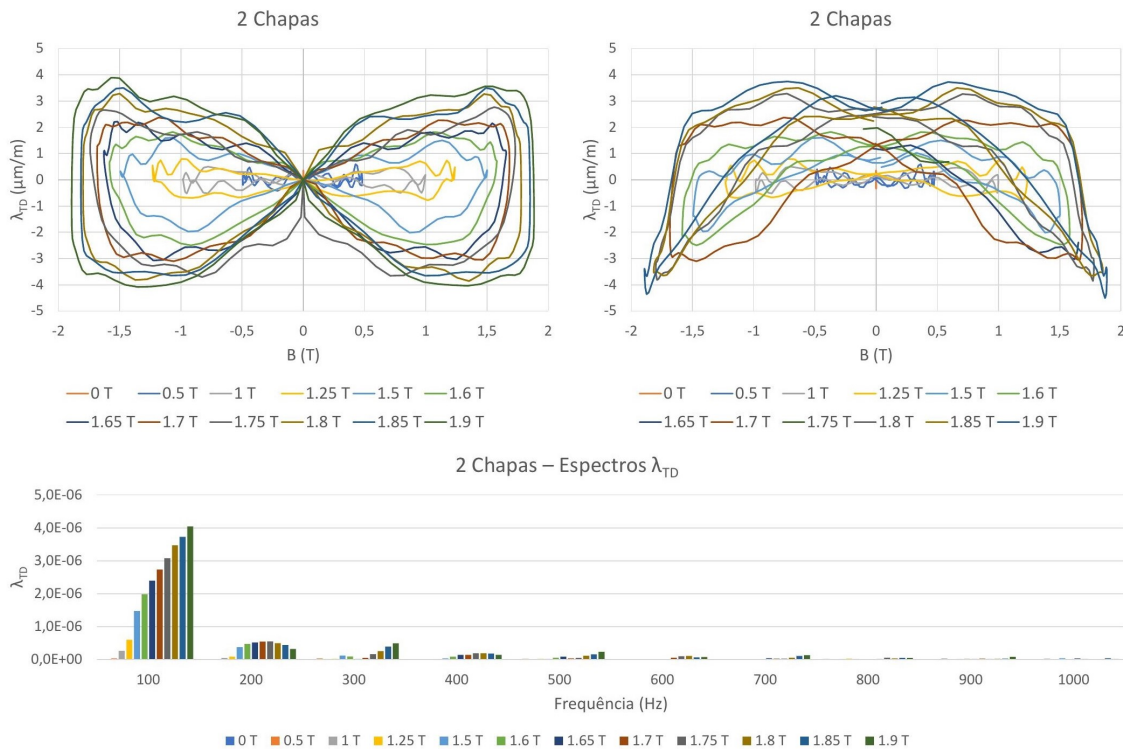 2 Chapas
5
4
3
2
1
0
-1
-2
-3
-4
-5
λTD (µm/m)
-2 -1,5 -1 -0,5 0 0,5 1 1,5 2
B (T)
0 T 0.5 T 1 T 1.25 T 1.5 T 1.6 T
1.65 T 1.7 T 1.75 T 1.8 T 1.85 T 1.9 T
2 Chapas
5
4
3
2
1
0
-1
-2
-3
-4
-5
λTD (µm/m)
-2 -1,5 -1 -0,5 0 0,5 1 1,5 2
B (T)
0 T 0.5 T 1 T 1.25 T 1.5 T 1.6 T
1.65 T 1.7 T 1.75 T 1.8 T 1.85 T 1.9 T
2 Chapas – Espectros λTD
5,0E-06
4,0E-06
3,0E-06
2,0E-06
1,0E-06
0,0E+00
λTD
100 200 300 400 500 600 700 800 900 1000
Frequência (Hz)
0 T 0.5 T 1 T 1.25 T 1.5 T 1.6 T 1.65 T 1.7 T 1.75 T 1.8 T 1.85 T 1.9 T